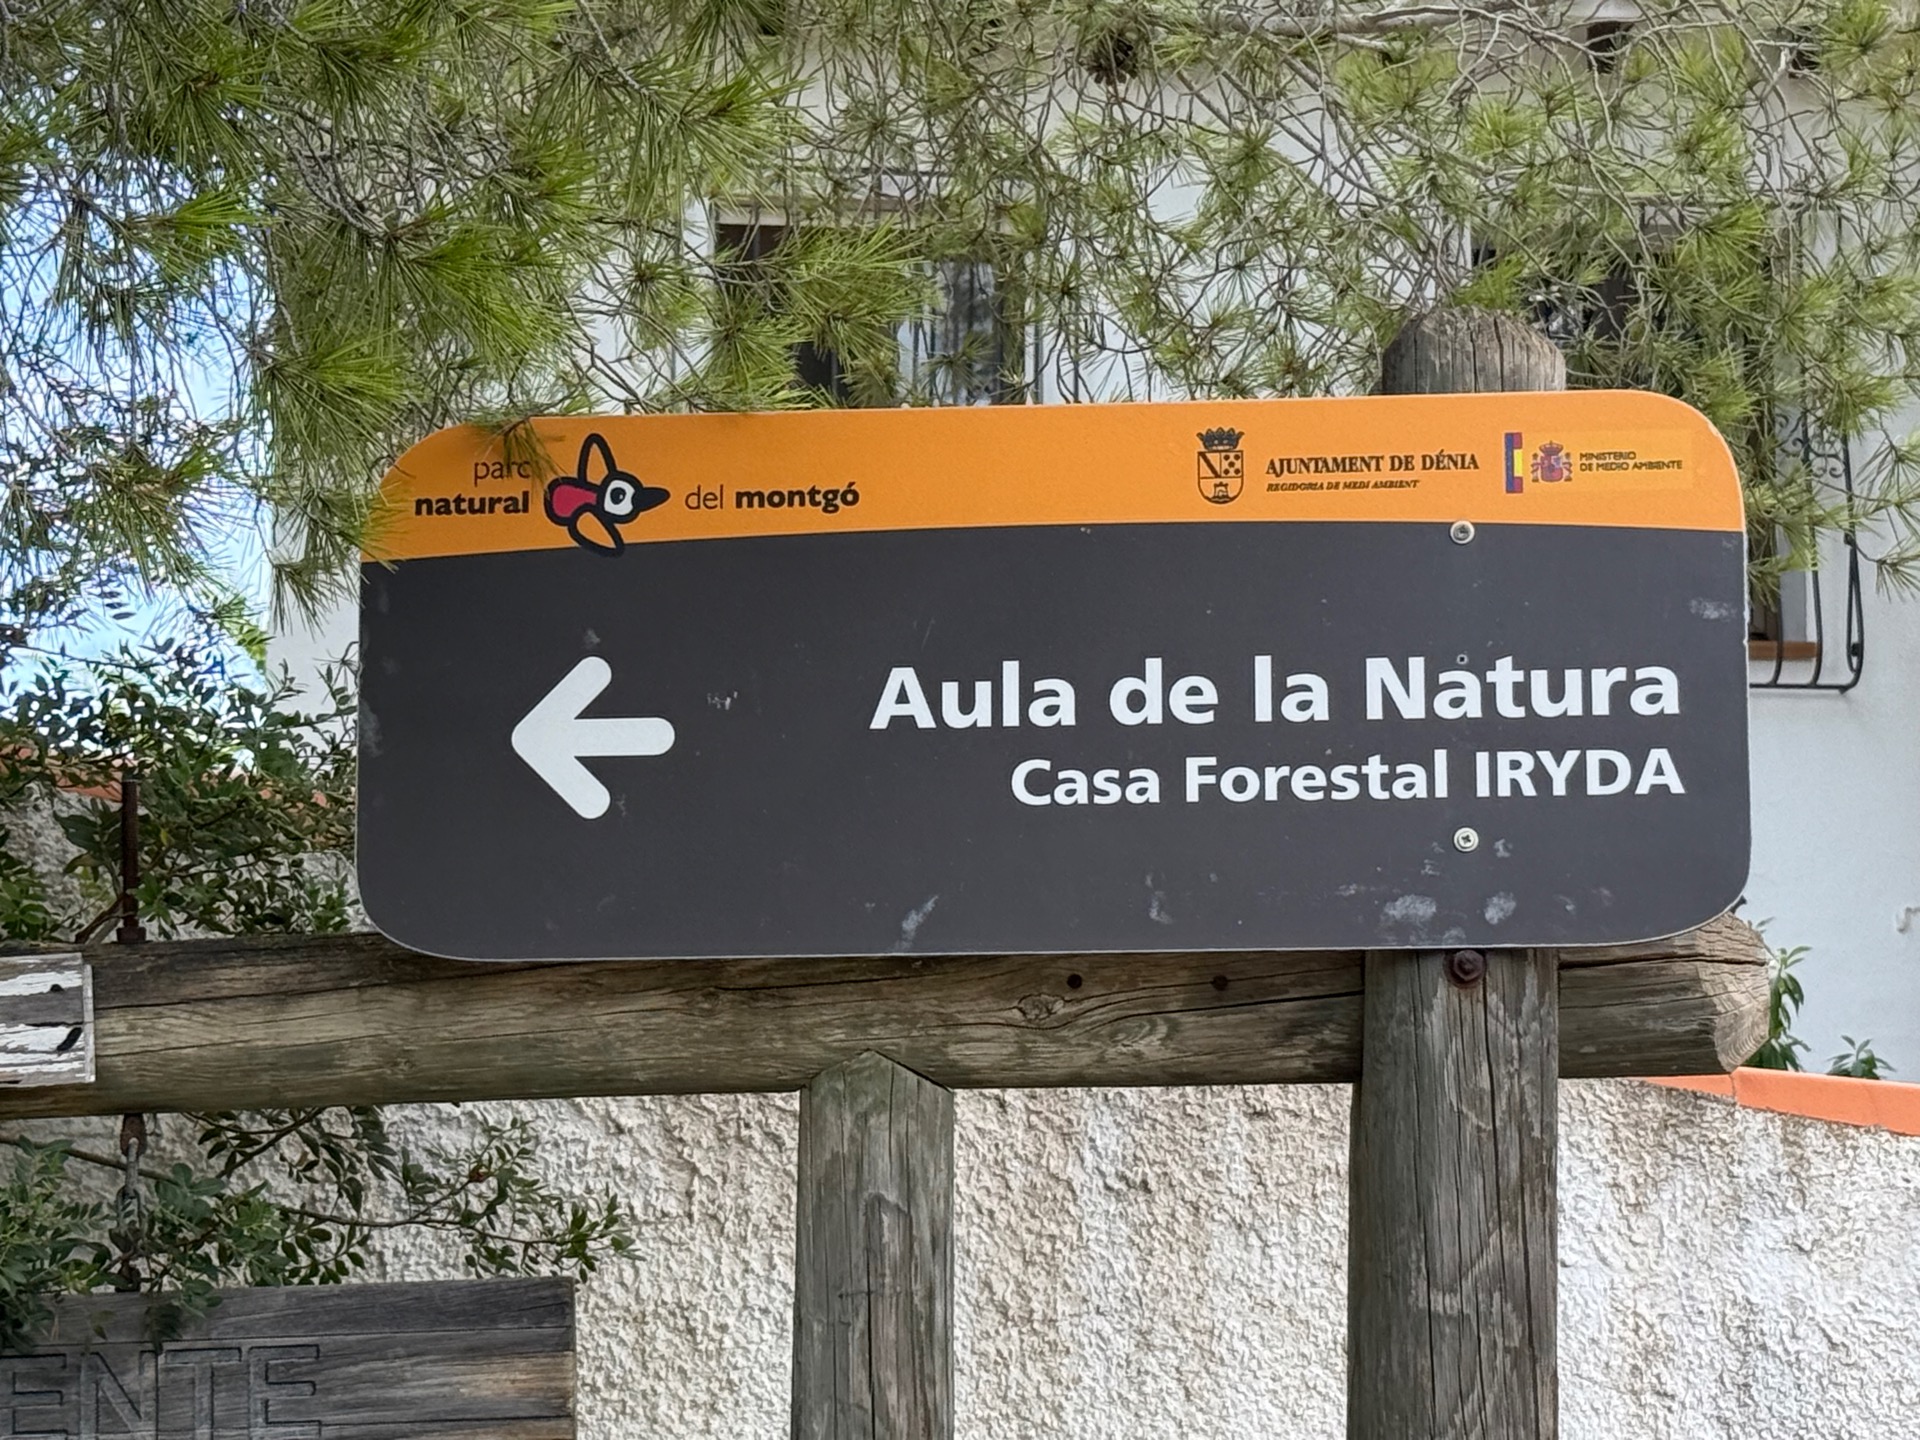 parc
natural del montgó
AJUNTAMENT DE DÉNIA
REGIDORIA DE MEDI AMBIENT
MINISTERIO
DE MEDIO AMBIENTE
Aula de la Natura
Casa Forestal IRYDA
ENTE